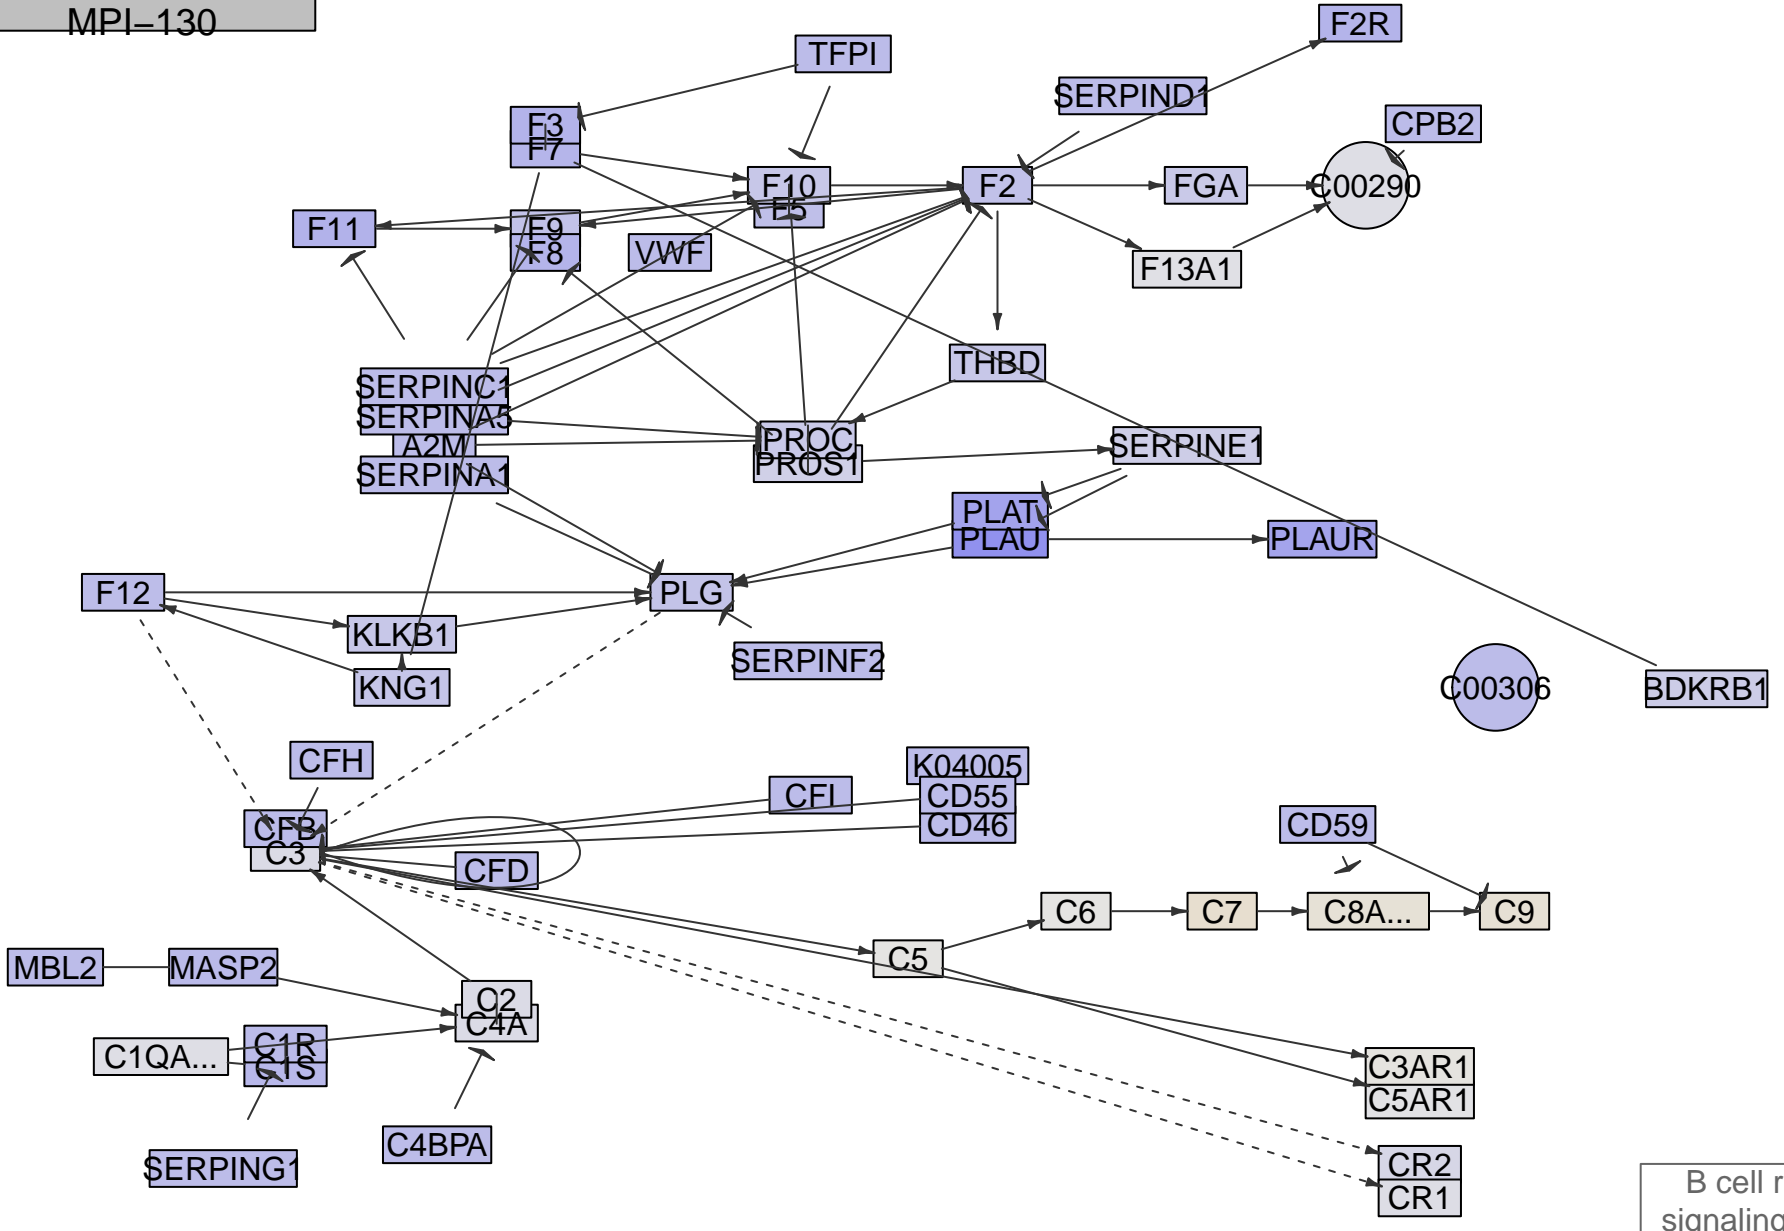 MPI–130
F2R
TFPI
SERPIND1
CPB2
F3
F7
F10
F5
F2
FGA
C00290
F11
F9
F8
VWF
F13A1
THBD
SERPINC1
SERPINA5
A2M
SERPINA1
PROC
PROS1
SERPINE1
PLAT
PLAU
PLAUR
F12
PLG
KLKB1
SERPINF2
KNG1
C00306
BDKRB1
CFH
K04005
CFI
CD55
CD46
CFB
C3
CFD
CD59
C6
C7
C8A...
C9
C5
MBL2
MASP2
C2
C4A
C1QA...
C1R
C1S
C3AR1
C5AR1
C4BPA
SERPING1
CR2
CR1
B cell r
signaling